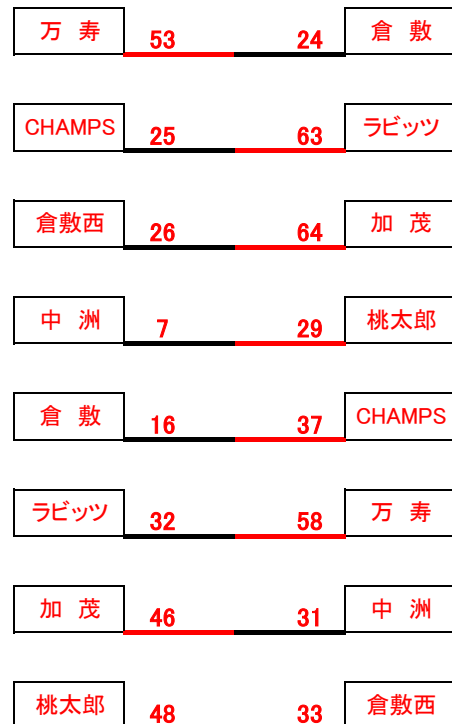 万 寿 53 24 倉 敷
CHAMPS 25 63 ラビッツ
倉敷西 26 64 加 茂
中 洲 7 29 桃太郎
倉 敷 16 37 CHAMPS
ラビッツ 32 58 万 寿
加 茂 46 31 中 洲
桃太郎 48 33 倉敷西